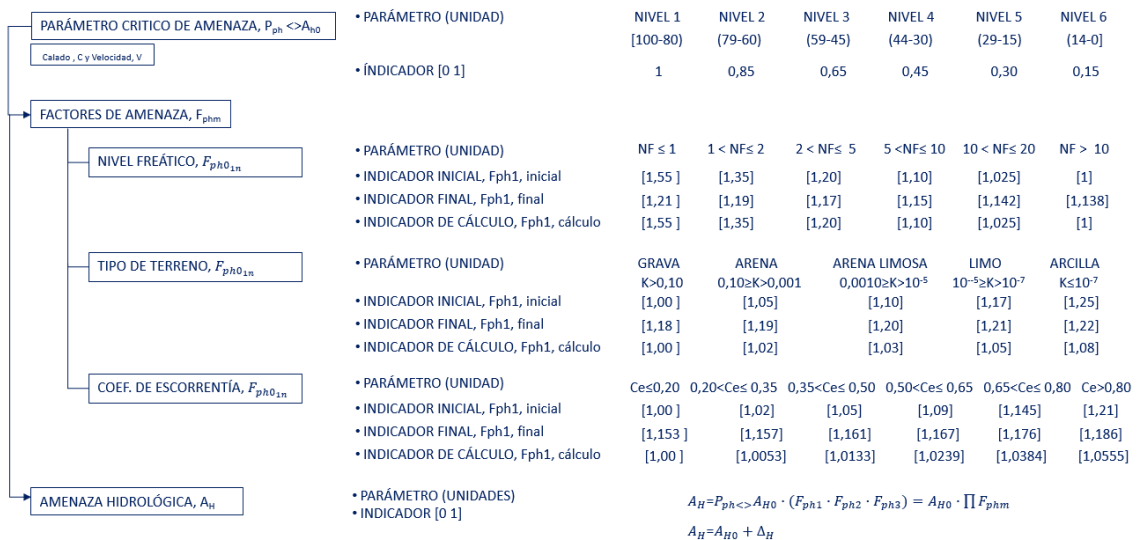 PARÁMETRO CRITICO DE AMENAZA, Pph <>Ah0 • PARÁMETRO (UNIDAD) NIVEL 1 NIVEL 2 NIVEL 3 NIVEL 4 NIVEL 5 NIVEL 6
[100-80) (79-60) (59-45) (44-30) (29-15) (14-0]
Calado , C y Velocidad, V
• ÍNDICADOR [0 1] 1 0,85 0,65 0,45 0,30 0,15
FACTORES DE AMENAZA, Fphm
NIVEL FREÁTICO, Fph01n • PARÁMETRO (UNIDAD) NF ≤ 1 1 < NF≤ 2 2 < NF≤ 5 5 <NF≤ 10 10 < NF≤ 20 NF > 10
• INDICADOR INICIAL, Fph1, inicial [1,55 ] [1,35] [1,20] [1,10] [1,025] [1]
• INDICADOR FINAL, Fph1, final [1,21 ] [1,19] [1,17] [1,15] [1,142] [1,138]
• INDICADOR DE CÁLCULO, Fph1, cálculo [1,55 ] [1,35] [1,20] [1,10] [1,025] [1]
TIPO DE TERRENO, Fph01n • PARÁMETRO (UNIDAD) GRAVA ARENA ARENA LIMOSA LIMO ARCILLA
K>0,10 0,10≥K>0,001 0,0010≥K>10-5 10--5≥K>10-7 K≤10-7
• INDICADOR INICIAL, Fph1, inicial [1,00 ] [1,05] [1,10] [1,17] [1,25]
• INDICADOR FINAL, Fph1, final [1,18 ] [1,19] [1,20] [1,21] [1,22]
• INDICADOR DE CÁLCULO, Fph1, cálculo [1,00 ] [1,02] [1,03] [1,05] [1,08]
COEF. DE ESCORRENTÍA, Fph01n • PARÁMETRO (UNIDAD) Ce≤0,20 0,20<Ce≤ 0,35 0,35<Ce≤ 0,50 0,50<Ce≤ 0,65 0,65<Ce≤ 0,80 Ce>0,80
• INDICADOR INICIAL, Fph1, inicial [1,00 ] [1,02] [1,05] [1,09] [1,145] [1,21]
• INDICADOR FINAL, Fph1, final [1,153 ] [1,157] [1,161] [1,167] [1,176] [1,186]
• INDICADOR DE CÁLCULO, Fph1, cálculo [1,00 ] [1,0053] [1,0133] [1,0239] [1,0384] [1,0555]
AMENAZA HIDROLÓGICA, AH • PARÁMETRO (UNIDADES) AH=Pph<>AH0 · (Fph1 · Fph2 · Fph3) = AH0 · ∏ Fphm
• INDICADOR [0 1]
AH=AH0 + ΔH